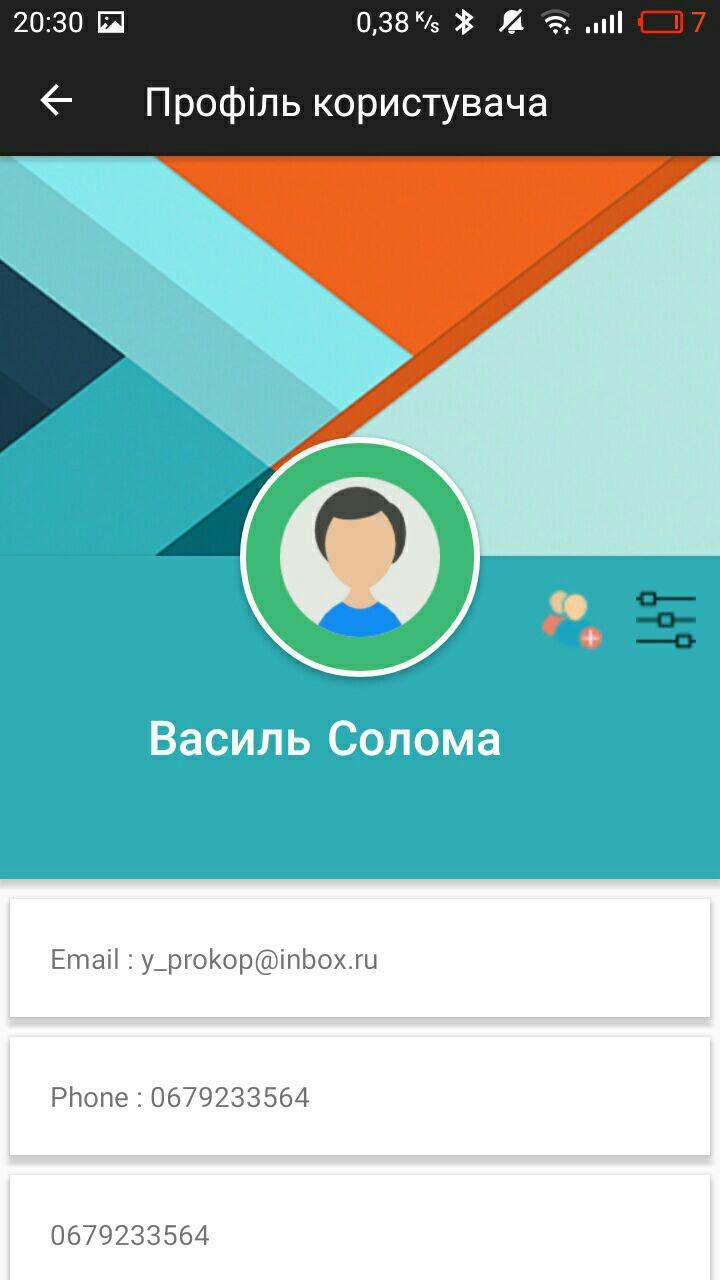 20:30 0,38 K/s 7
Профіль користувача
Василь Солома
Email : y_prokop@inbox.ru
Phone : 0679233564
0679233564